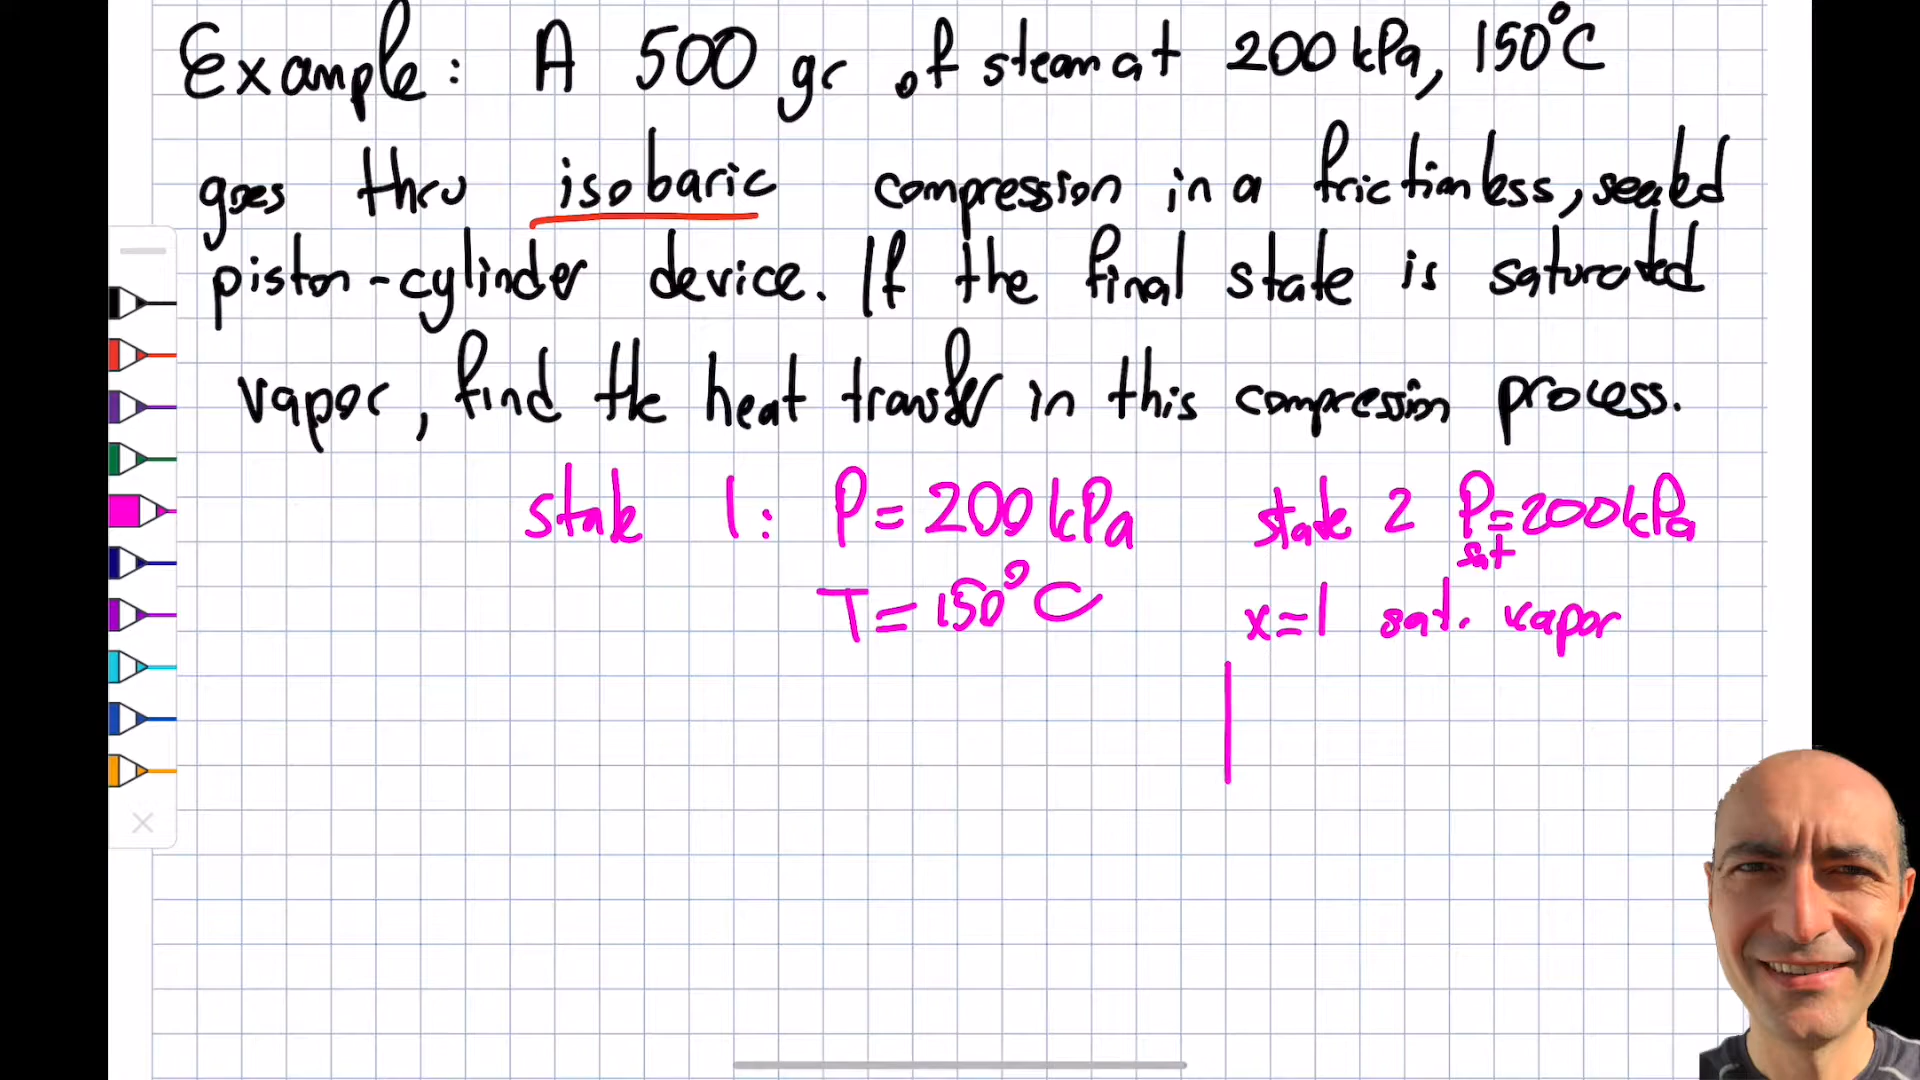 Example: A 500 gr of steam at 200 kPa, 150°C
goes thru isobaric compression in a frictionless, sealed
piston-cylinder device. If the final state is saturated
vapor, find the heat transfer in this compression process.
state 1: P = 200 kPa
T = 150°C
state 2 Psat = 200 kPa
x = 1 sat. vapor